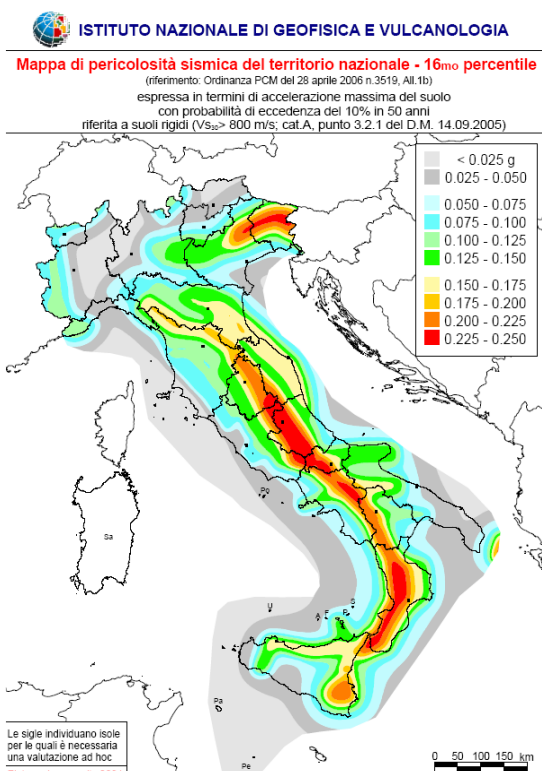 ISTITUTO NAZIONALE DI GEOFISICA E VULCANOLOGIA
Mappa di pericolosità sismica del territorio nazionale - 16mo percentile
(riferimento: Ordinanza PCM del 28 aprile 2006 n.3519, All.1b)
espressa in termini di accelerazione massima del suolo
con probabilità di eccedenza del 10% in 50 anni
riferita a suoli rigidi (Vs30> 800 m/s; cat.A, punto 3.2.1 del D.M. 14.09.2005)
< 0.025 g
0.025 - 0.050
0.050 - 0.075
0.075 - 0.100
0.100 - 0.125
0.125 - 0.150
0.150 - 0.175
0.175 - 0.200
0.200 - 0.225
0.225 - 0.250
Po
Sa
U
A
F
P
S
Pa
Pe
Le sigle individuano isole
per le quali è necessaria
una valutazione ad hoc
0 50 100 150 km